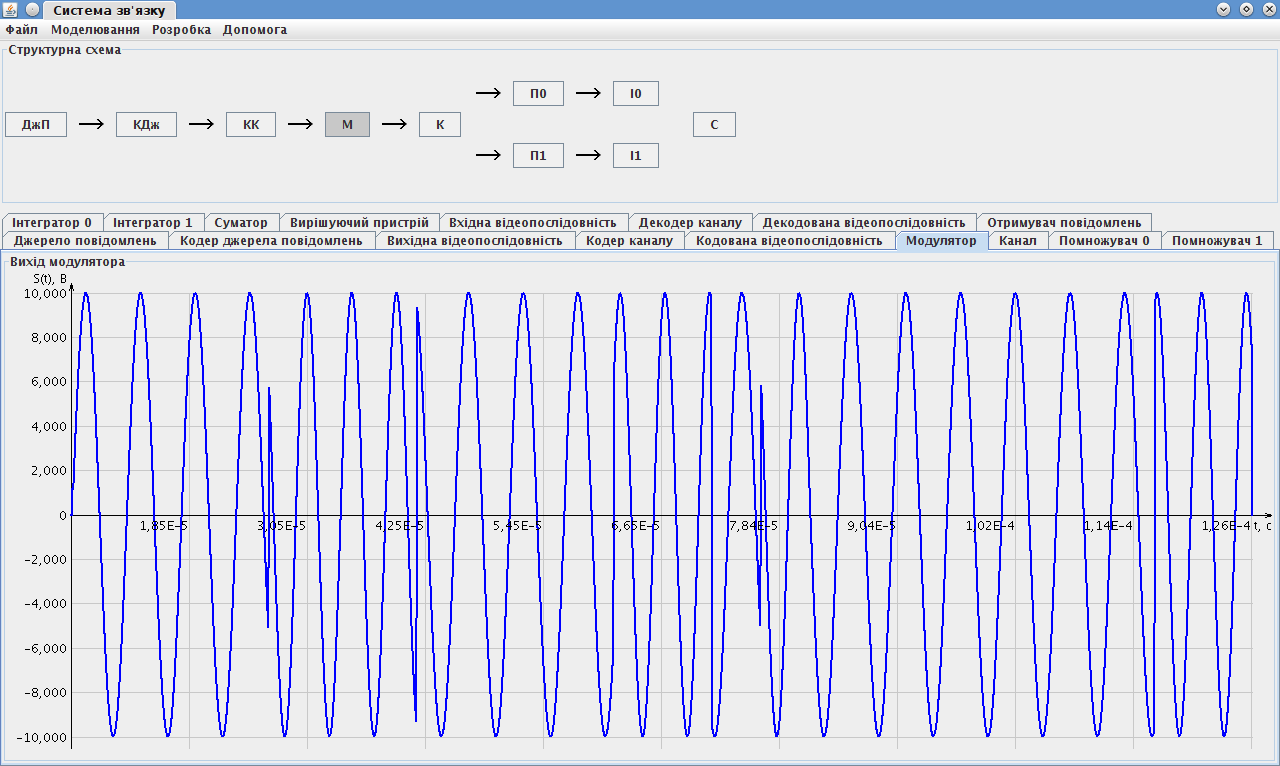 Система зв'язку
Файл Моделювання Розробка Допомога
Структурна схема
П0 І0
ДжП КДж КК М К С
П1 І1
Інтегратор 0 Інтегратор 1 Суматор Вирішуючий пристрій Вхідна відеопослідовність Декодер каналу Декодована відеопослідовність Отримувач повідомлень
Джерело повідомлень Кодер джерела повідомлень Вихідна відеопослідовність Кодер каналу Кодована відеопослідовність Модулятор Канал Помножувач 0 Помножувач 1
Вихід модулятора
S(t), В
10,000
8,000
6,000
4,000
2,000
0
1,85E-5 3,05E-5 4,25E-5 5,45E-5 6,65E-5 7,84E-5 9,04E-5 1,02E-4 1,14E-4 1,26E-4 t, c
-2,000
-4,000
-6,000
-8,000
-10,000